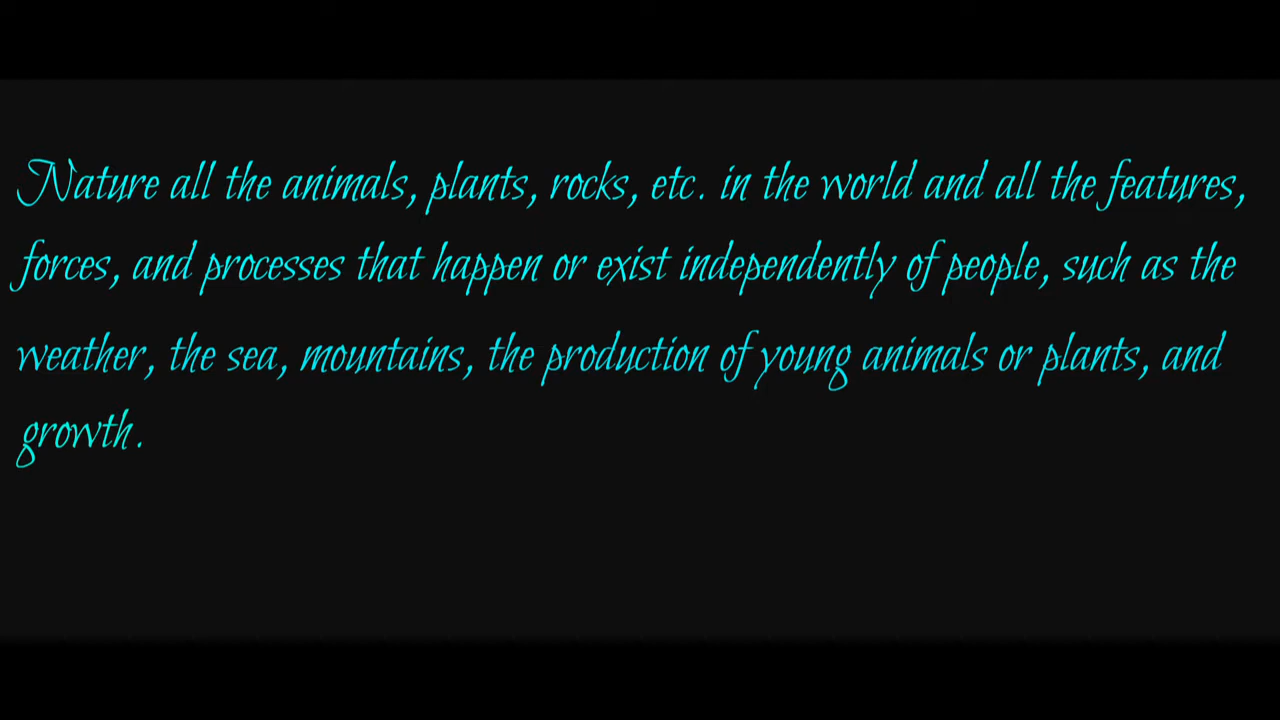 Nature all the animals, plants, rocks, etc. in the world and all the features,
forces, and processes that happen or exist independently of people, such as the
weather, the sea, mountains, the production of young animals or plants, and
growth.